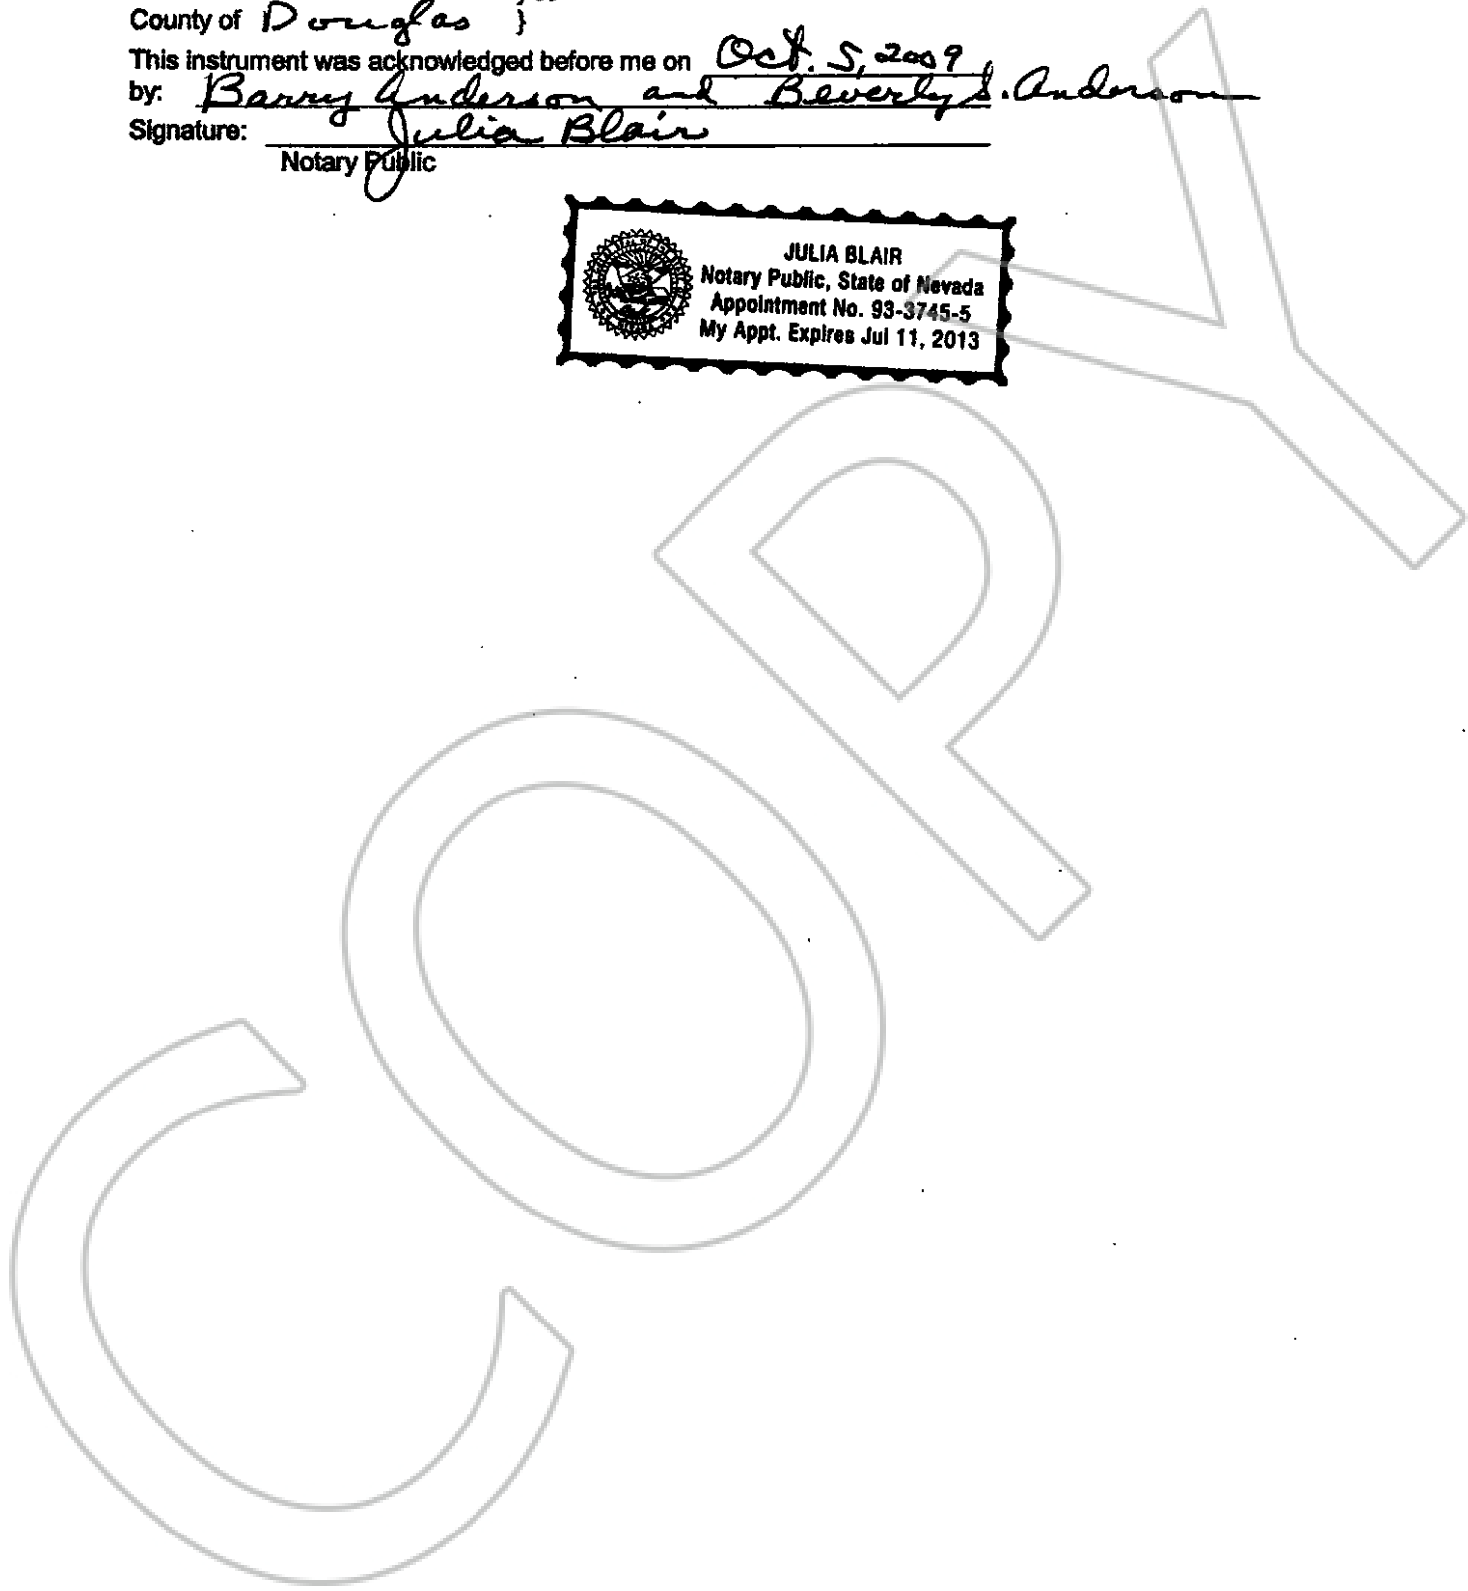 County of Douglas }
This instrument was acknowledged before me on Oct. 5, 2009
by: Barry Anderson and Beverly S. Anderson
Signature: Julia Blair
Notary Public
JULIA BLAIR
Notary Public, State of Nevada
Appointment No. 93-3745-5
My Appt. Expires Jul 11, 2013
COPY